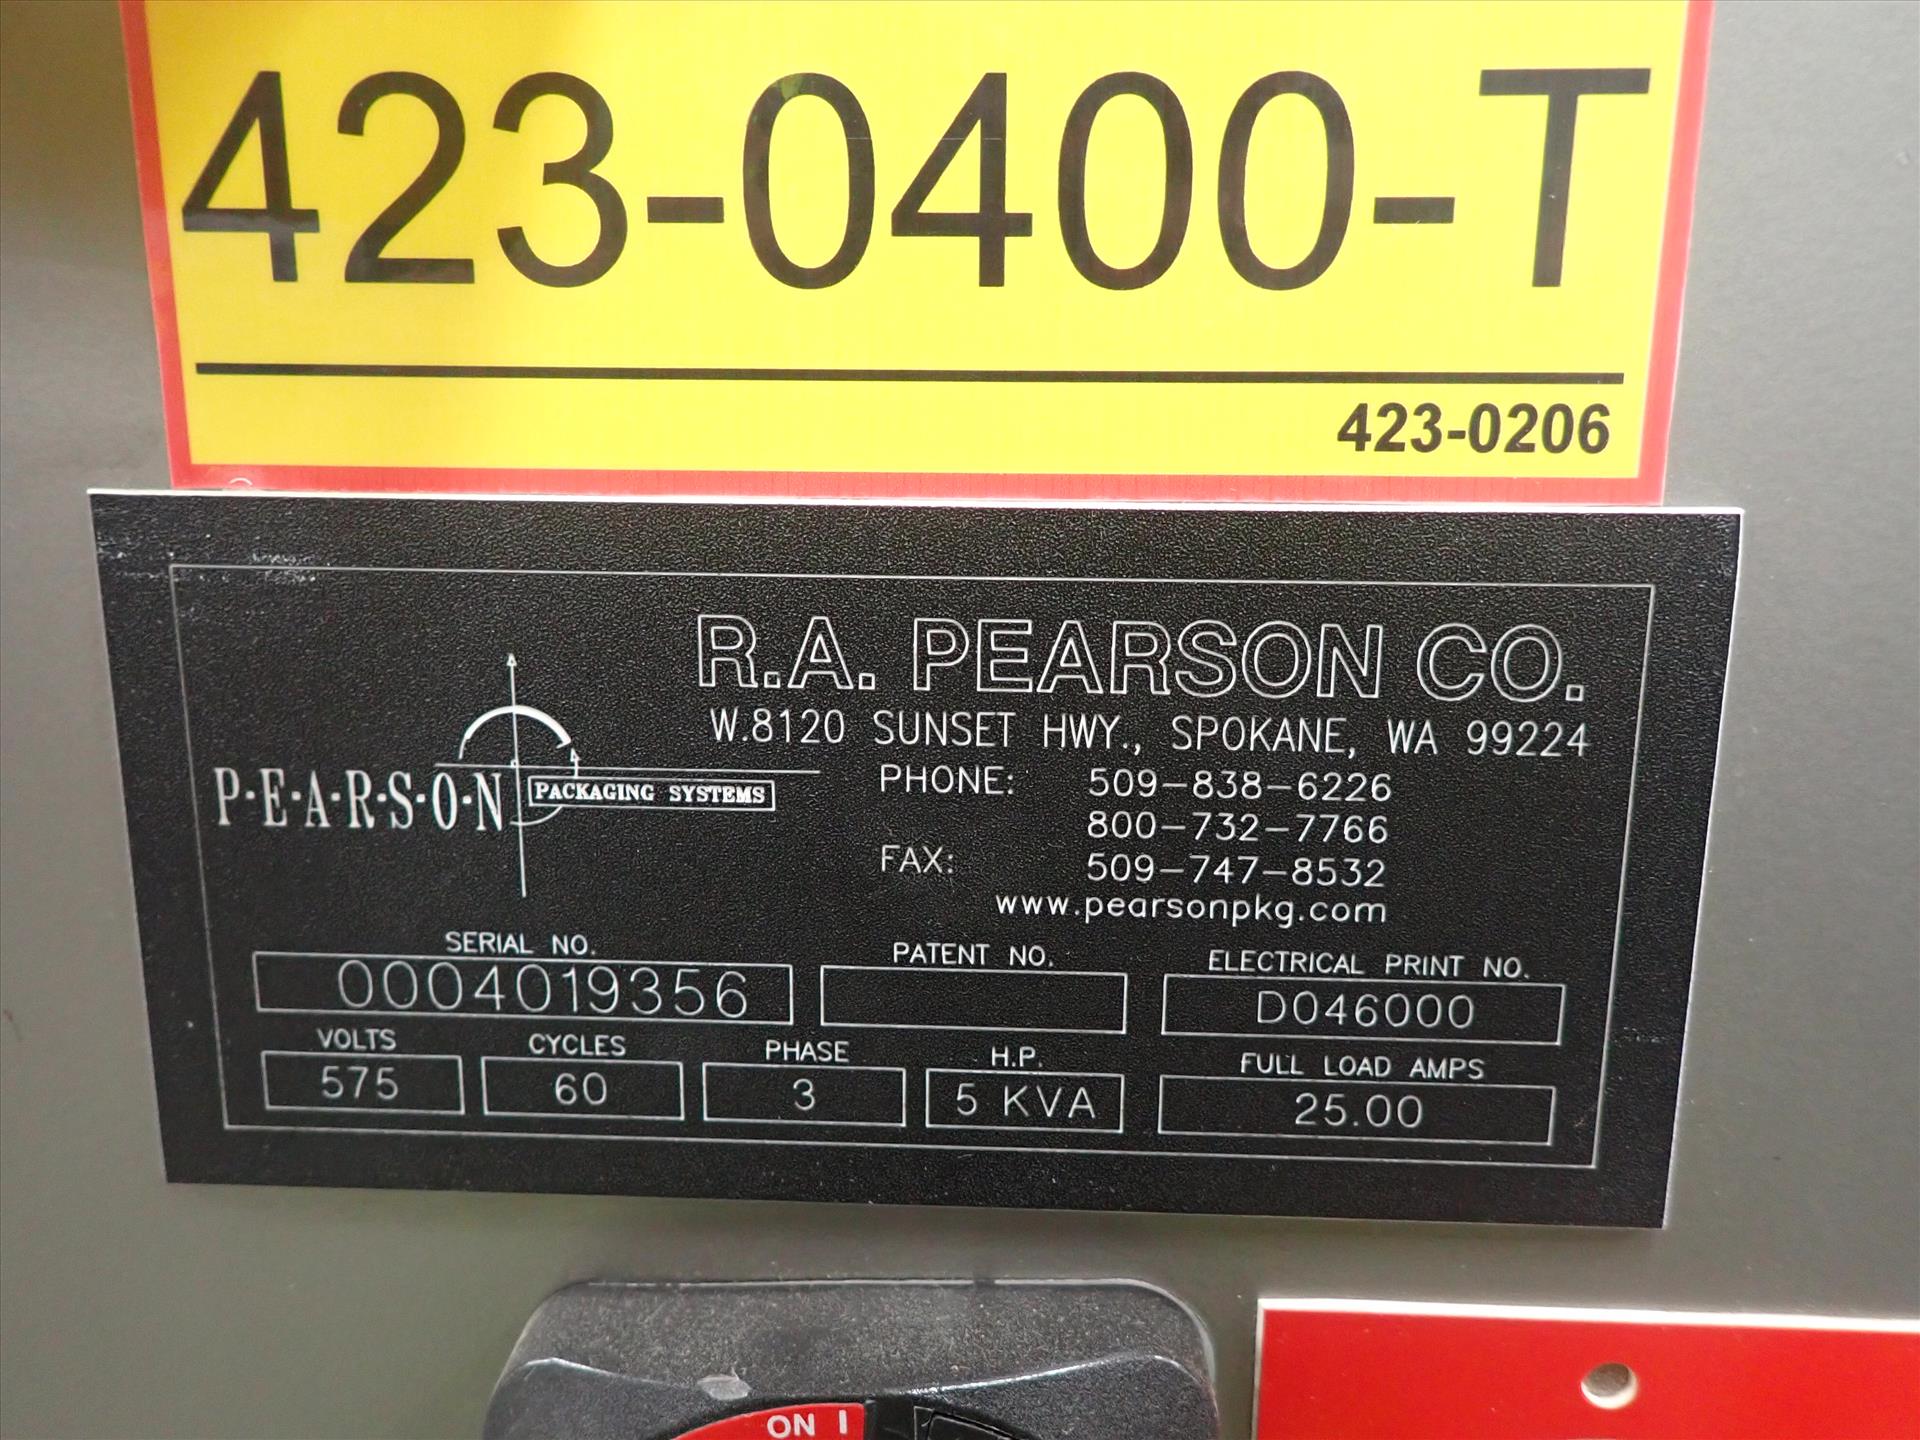 423-0400-T
423-0206
R.A. PEARSON CO.
W.8120 SUNSET HWY., SPOKANE, WA 99224
P·E·A·R·S·O·N PACKAGING SYSTEMS
PHONE: 509-838-6226
800-732-7766
FAX: 509-747-8532
www.pearsonpkg.com
SERIAL NO. PATENT NO. ELECTRICAL PRINT NO.
0004019356 D046000
VOLTS CYCLES PHASE H.P. FULL LOAD AMPS
575 60 3 5 KVA 25.00
ON I